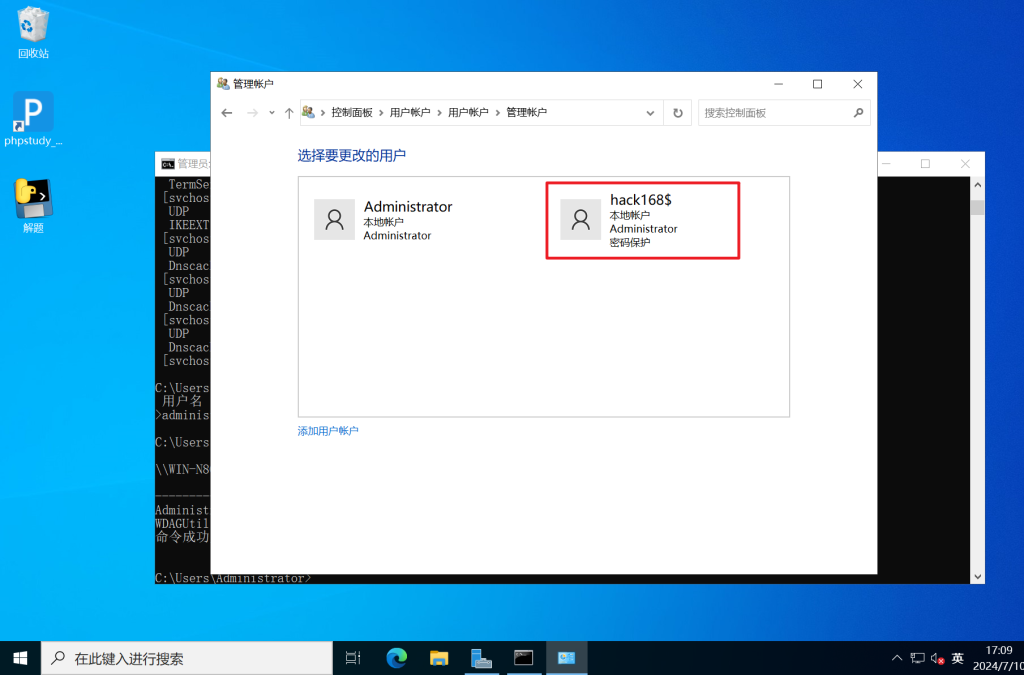 回收站
phpstudy_...
解题
管理帐户
控制面板 > 用户帐户 > 用户帐户 > 管理帐户
搜索控制面板
选择要更改的用户
Administrator
本地帐户
Administrator
hack168$
本地帐户
Administrator
密码保护
添加用户帐户
管理员:
TermSe
[svchos
UDP
IKEEXT
[svchos
UDP
Dnscac
[svchos
UDP
Dnscac
[svchos
UDP
Dnscac
[svchos
C:\Users
用户名
>adminis
C:\Users
\\WIN-N8
--------
Administ
WDAGUtil
命令成功
C:\Users\Administrator>
在此键入进行搜索
英
17:09
2024/7/10